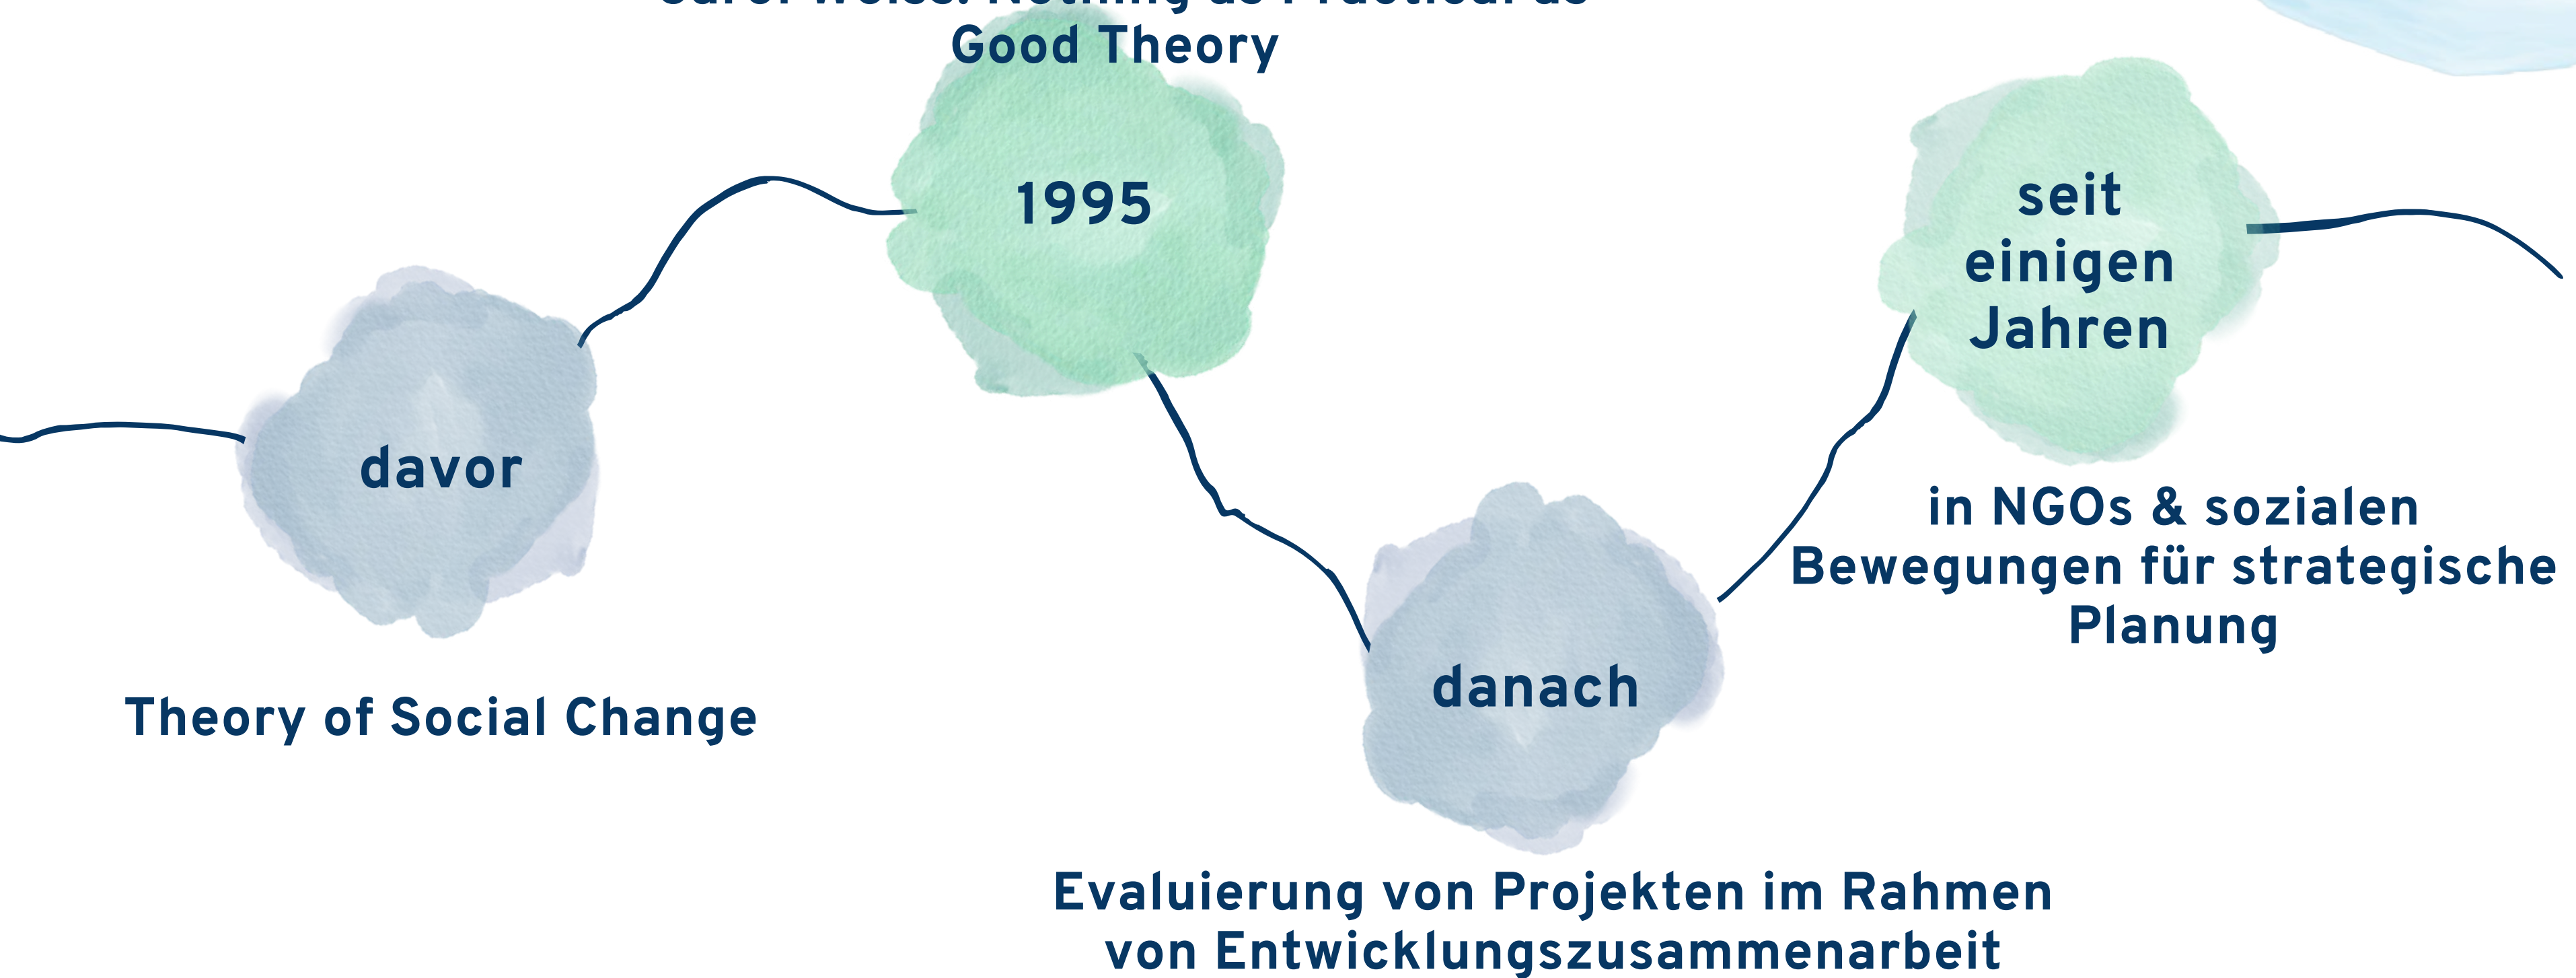 Good Theory
1995
seit
einigen
Jahren
davor
in NGOs & sozialen
Bewegungen für strategische
Planung
danach
Theory of Social Change
Evaluierung von Projekten im Rahmen
von Entwicklungszusammenarbeit